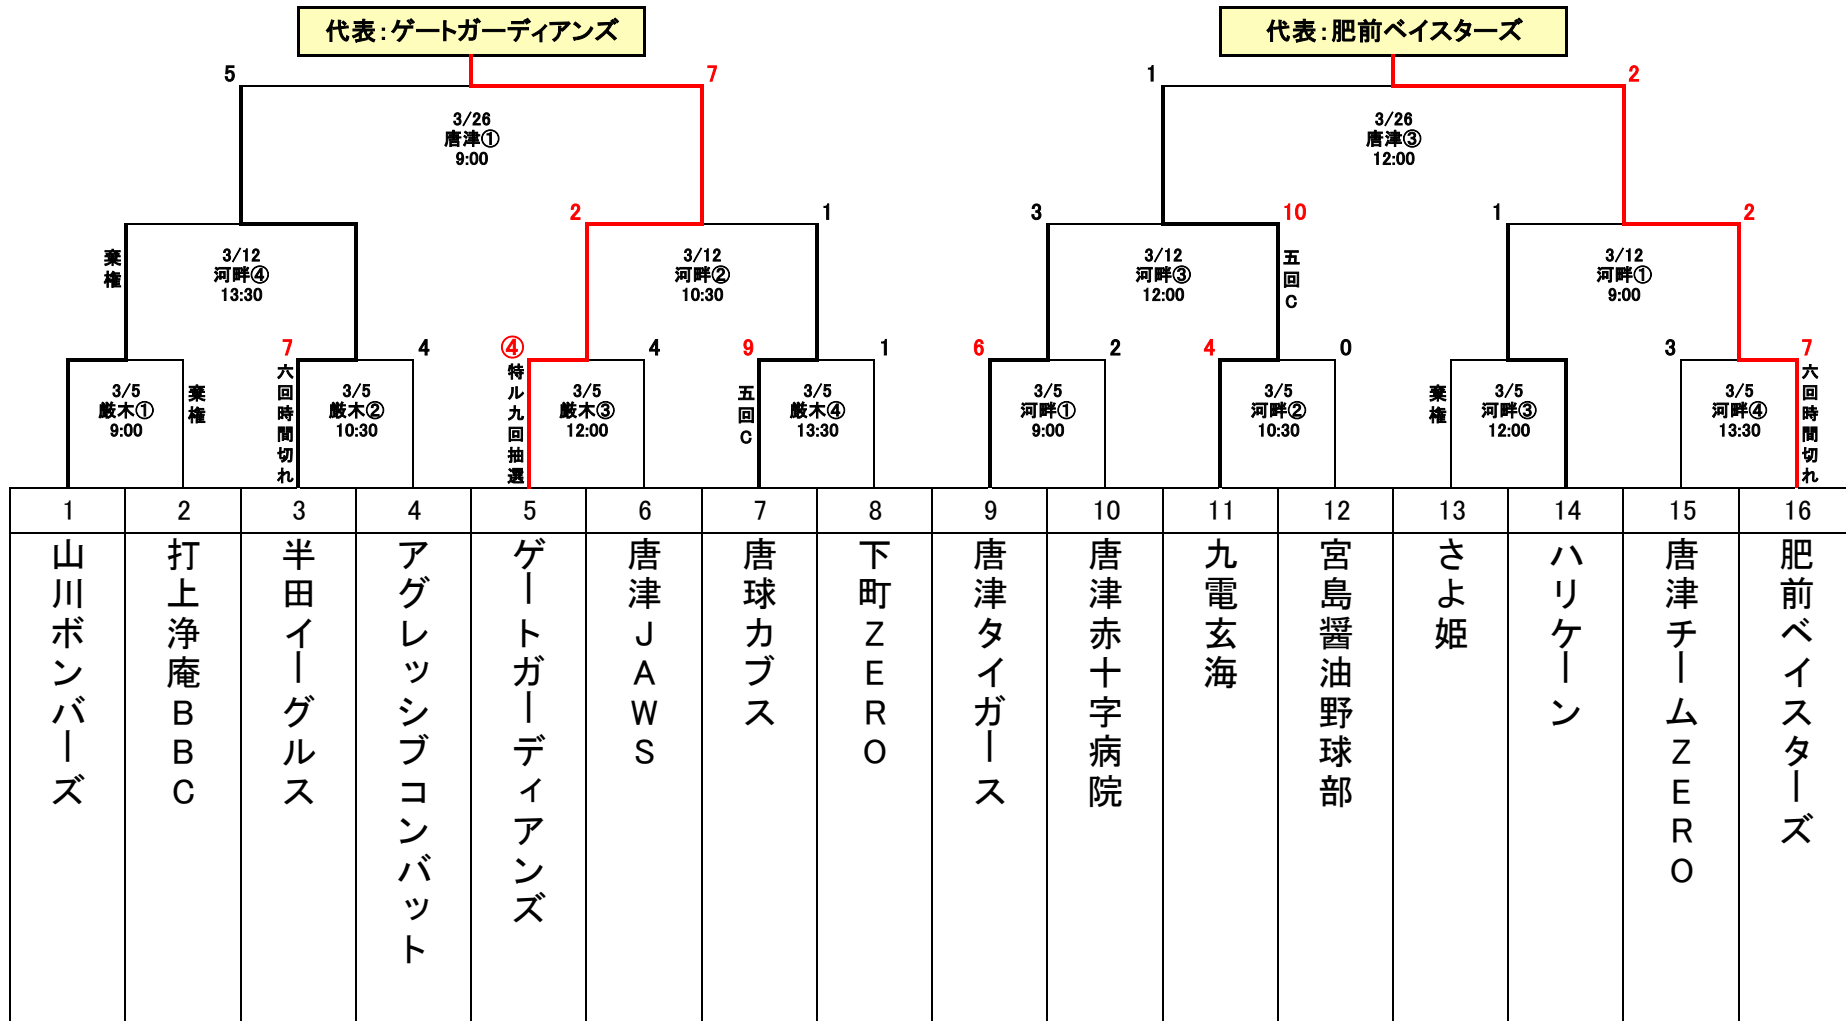 代表：ゲートガーディアンズ
代表：肥前ベイスターズ
5
7
1
2
3/26
唐津①
9:00
3/26
唐津③
12:00
2
1
3
10
1
2
棄権
3/12
河畔④
13:30
3/12
河畔②
10:30
3/12
河畔③
12:00
五回C
3/12
河畔①
9:00
7
4
④
4
9
1
6
2
4
0
3
7
3/5
厳木①
9:00
棄権
六回時間切れ
3/5
厳木②
10:30
特ル九回抽選
3/5
厳木③
12:00
五回C
3/5
厳木④
13:30
3/5
河畔①
9:00
3/5
河畔②
10:30
棄権
3/5
河畔③
12:00
3/5
河畔④
13:30
六回時間切れ
1
2
3
4
5
6
7
8
9
10
11
12
13
14
15
16
山川ボンバーズ
打上浄庵BBC
半田イーグルス
アグレッシブコンバット
ゲートガーディアンズ
唐津JAWS
唐球カブス
下町ZERO
唐津タイガース
唐津赤十字病院
九電玄海
宮島醤油野球部
さよ姫
ハリケーン
唐津チームZERO
肥前ベイスターズ